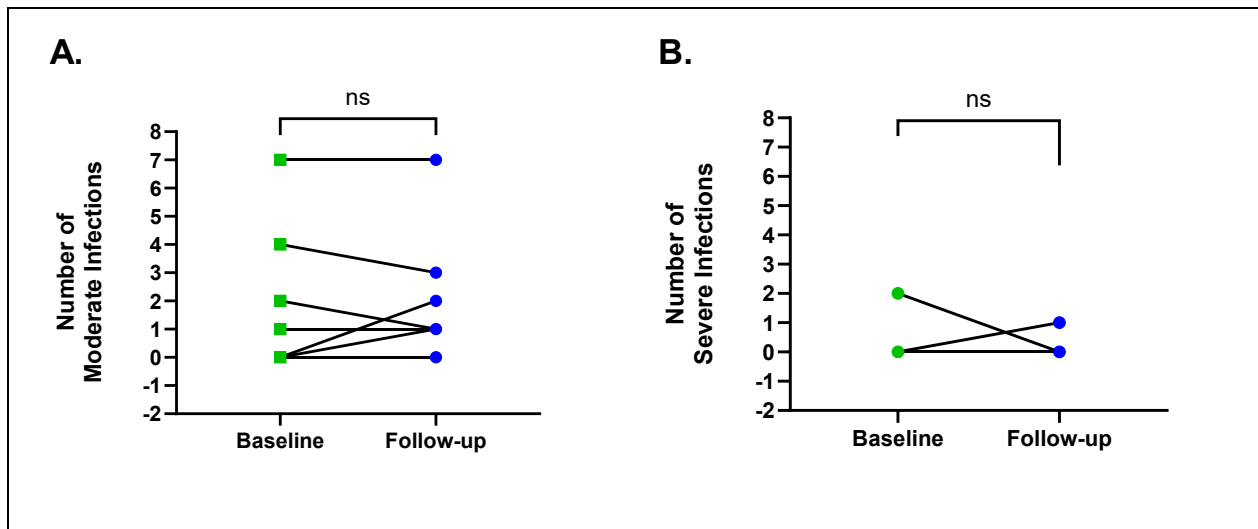 A.
ns
8
7
6
5
4
3
2
1
0
-1
-2
Number of
Moderate Infections
Baseline Follow-up
B.
ns
8
7
6
5
4
3
2
1
0
-1
-2
Number of
Severe Infections
Baseline Follow-up